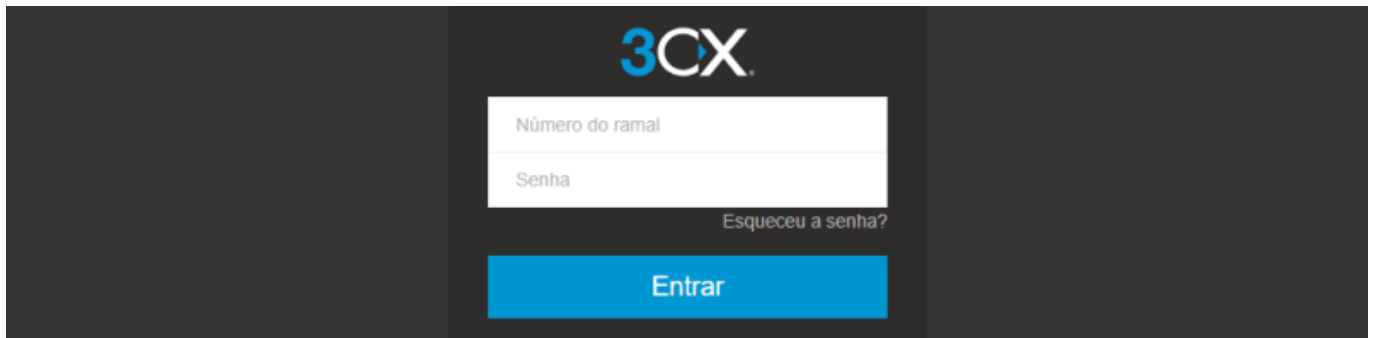 3CX
Número do ramal
Senha
Esqueceu a senha?
Entrar